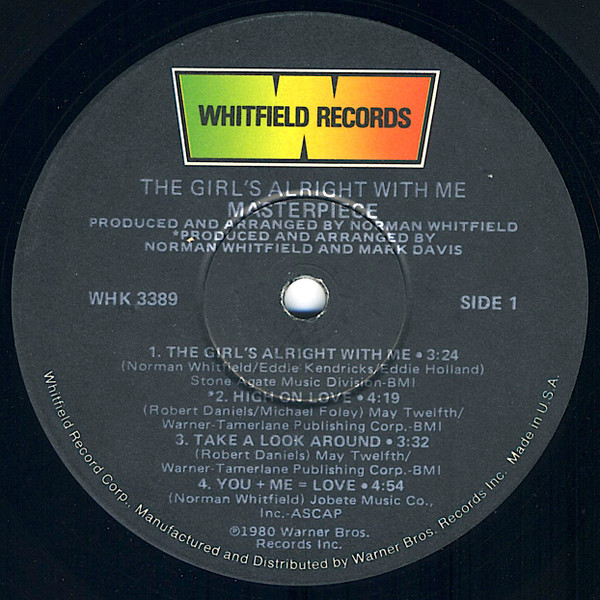 WHITFIELD RECORDS
THE GIRL'S ALRIGHT WITH ME
MASTERPIECE
PRODUCED AND ARRANGED BY NORMAN WHITFIELD
*PRODUCED AND ARRANGED BY
NORMAN WHITFIELD AND MARK DAVIS
WHK 3389
SIDE 1
1. THE GIRL'S ALRIGHT WITH ME • 3:24
(Norman Whitfield/Eddie Kendricks/Eddie Holland)
Stone Agate Music Division-BMI
*2. HIGH ON LOVE • 4:19
(Robert Daniels/Michael Foley) May Twelfth/
Warner-Tamerlane Publishing Corp.-BMI
3. TAKE A LOOK AROUND • 3:32
(Robert Daniels) May Twelfth/
Warner-Tamerlane Publishing Corp.-BMI
4. YOU + ME = LOVE • 4:54
(Norman Whitfield) Jobete Music Co.,
Inc.-ASCAP
℗1980 Warner Bros.
Records Inc.
Whitfield Record Corp. Manufactured and Distributed by Warner Bros. Records Inc. Made in U.S.A.